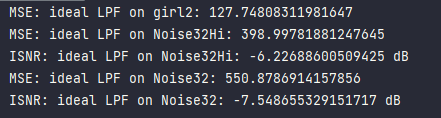 MSE: ideal LPF on girl2: 127.74808311981647
MSE: ideal LPF on Noise32Hi: 398.99781881247645
ISNR: ideal LPF on Noise32Hi: -6.22688600509425 dB
MSE: ideal LPF on Noise32: 550.8786914157856
ISNR: ideal LPF on Noise32: -7.548655329151717 dB